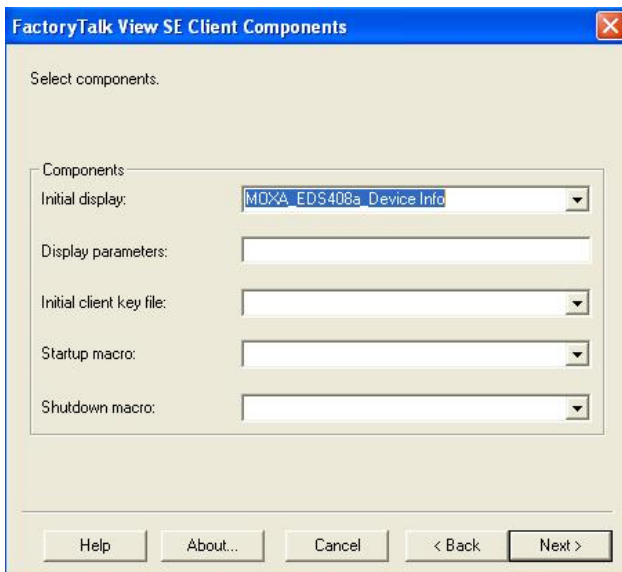 FactoryTalk View SE Client Components
Select components.
Components
Initial display: MOXA_EDS408a_Device Info
Display parameters:
Initial client key file:
Startup macro:
Shutdown macro:
Help About... Cancel < Back Next >